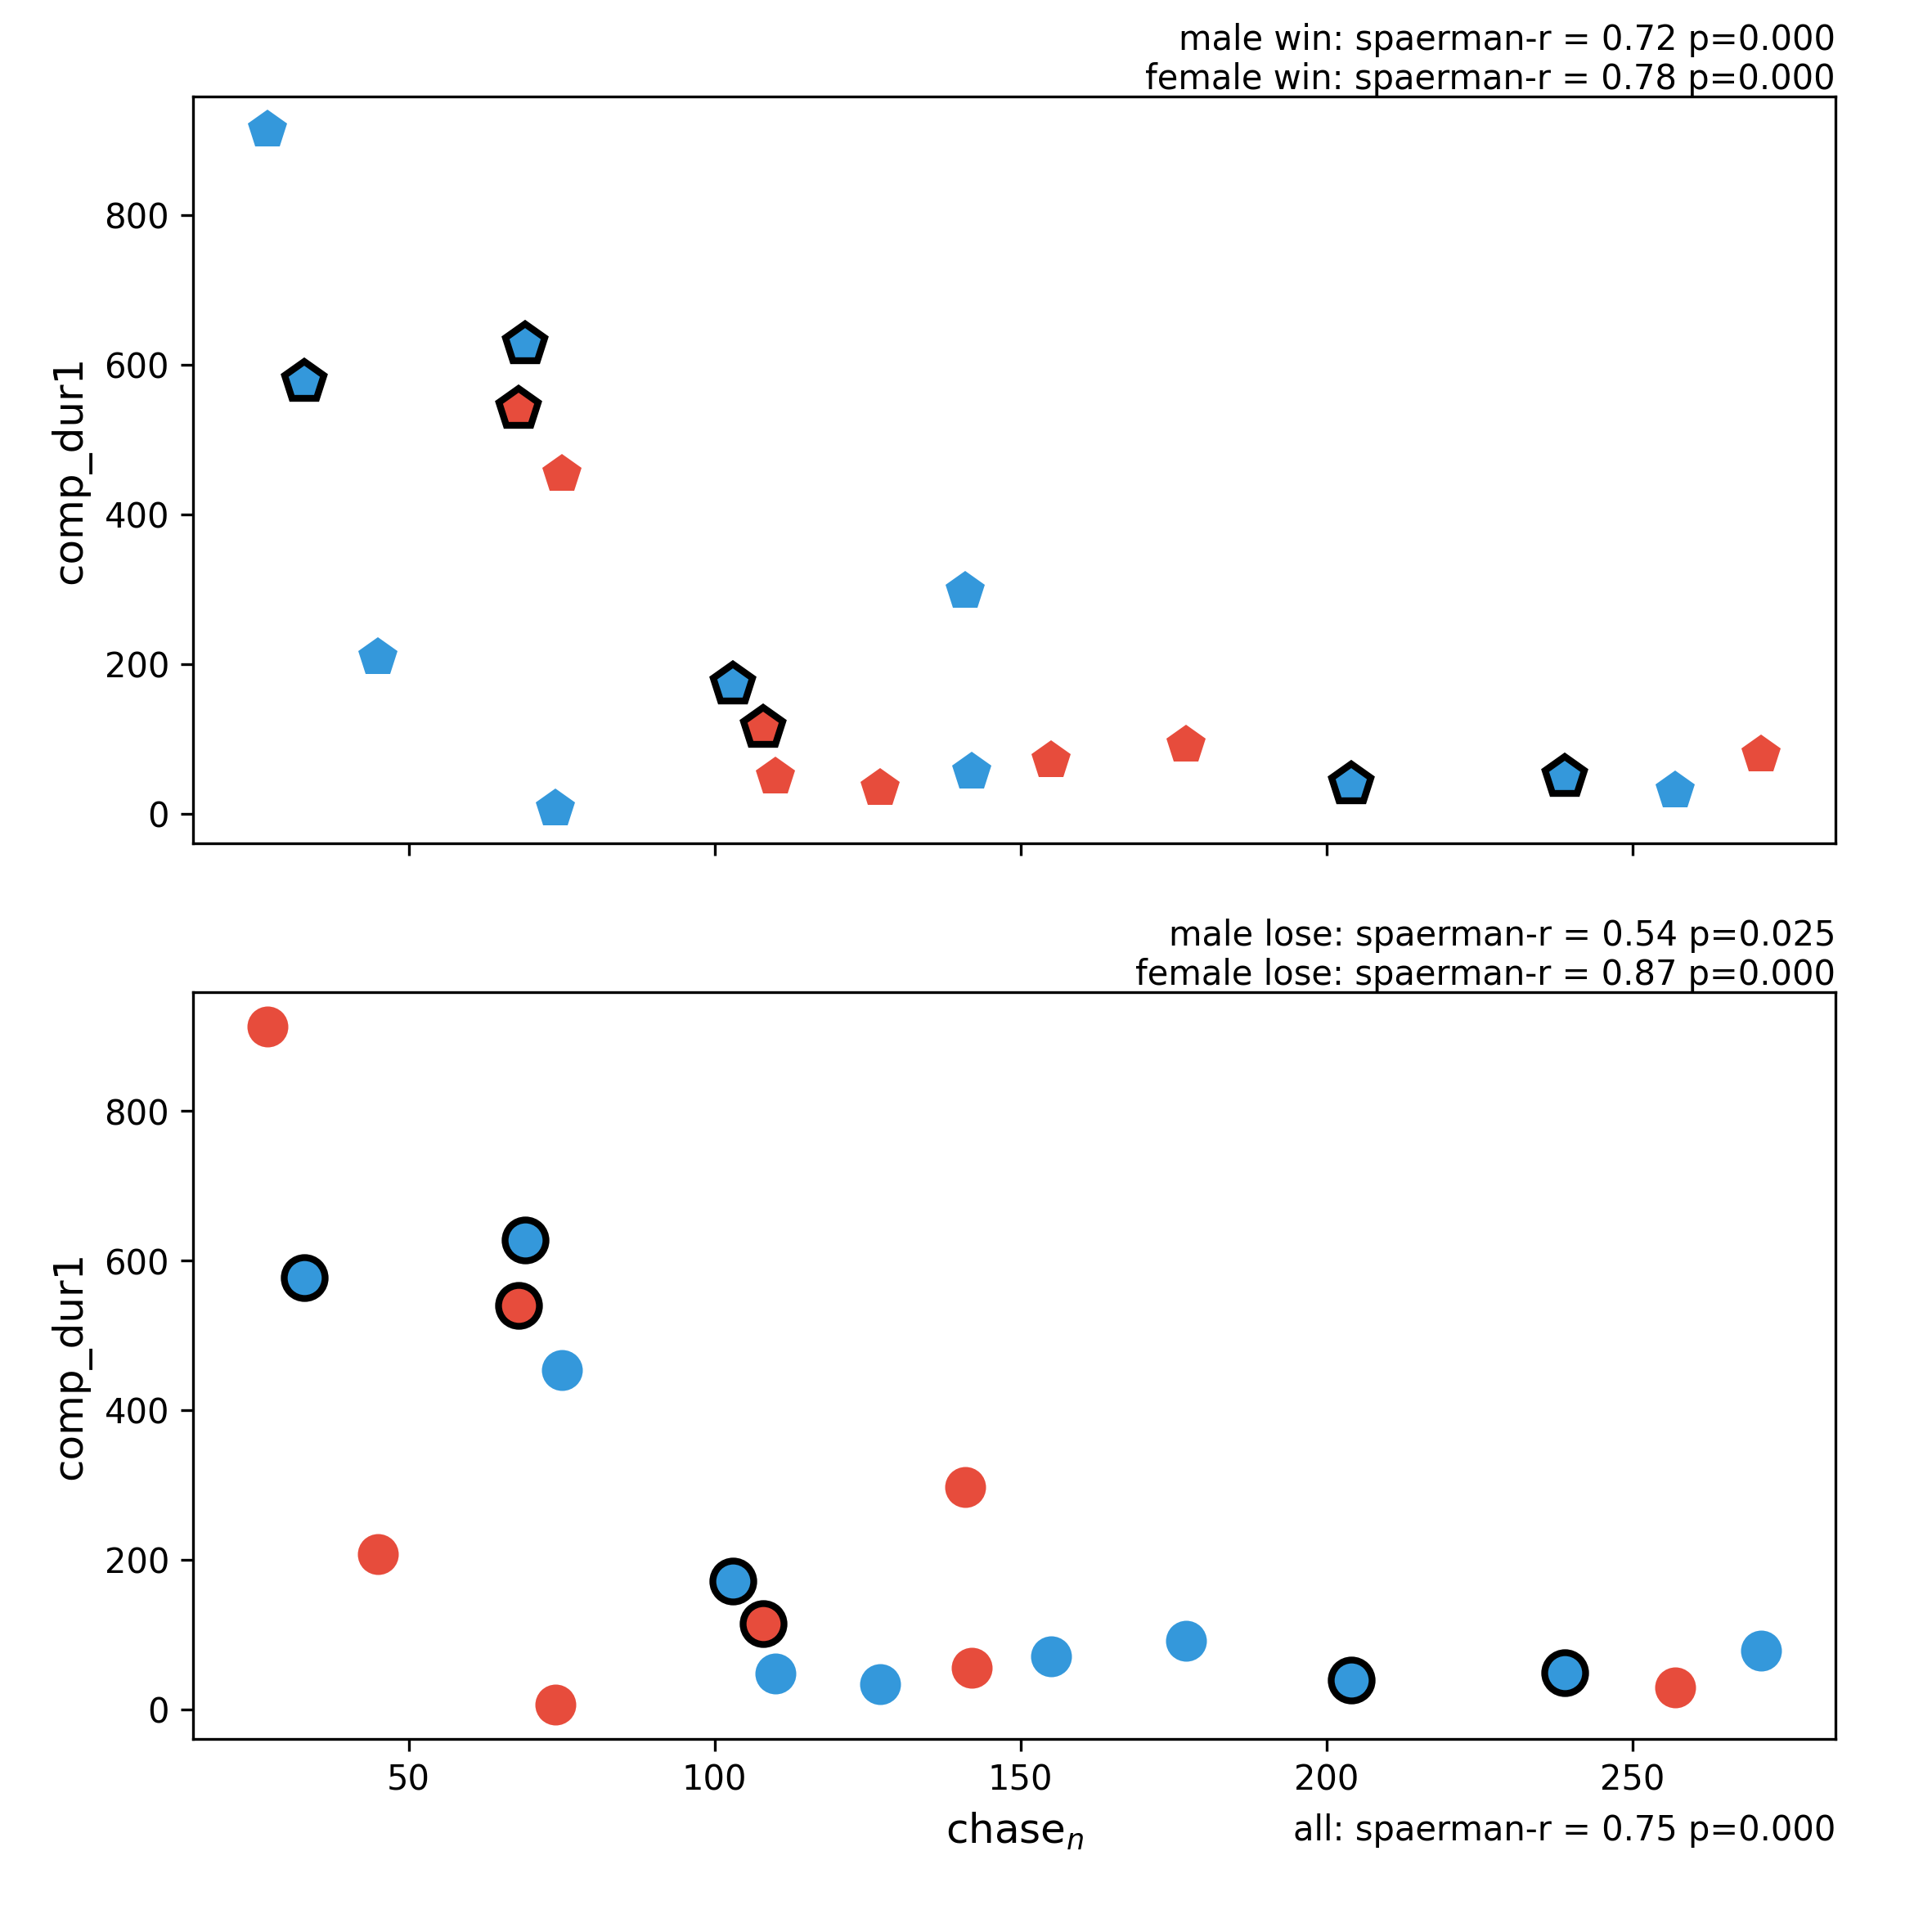 male win: spaerman-r = 0.72 p=0.000
female win: spaerman-r = 0.78 p=0.000
800
600
400
200
0
comp_dur1
male lose: spaerman-r = 0.54 p=0.025
female lose: spaerman-r = 0.87 p=0.000
800
600
400
200
0
comp_dur1
50 100 150 200 250
chaseₙ
all: spaerman-r = 0.75 p=0.000